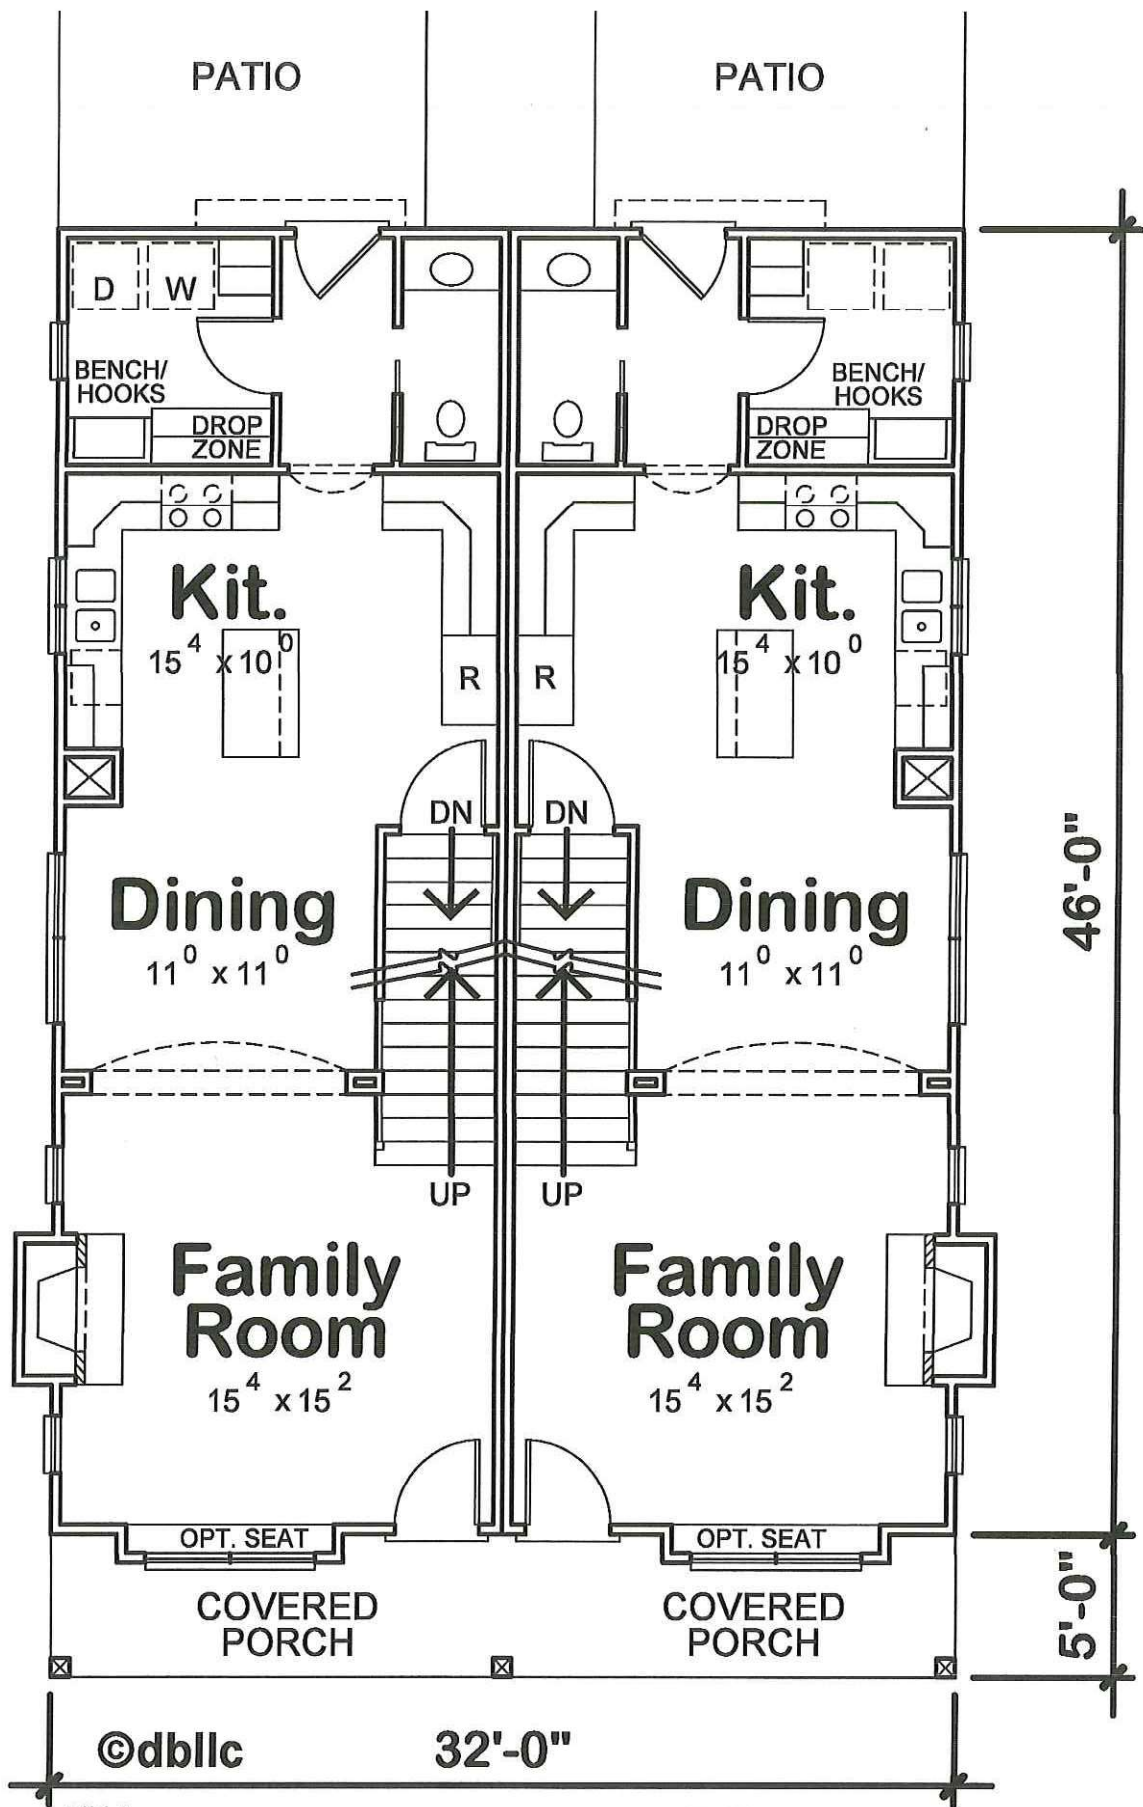 PATIO
PATIO
D
W
BENCH/
HOOKS
DROP
ZONE
BENCH/
HOOKS
DROP
ZONE
Kit.
15⁴ x 10⁰
Kit.
15⁴ x 10⁰
R
R
DN
DN
Dining
11⁰ x 11⁰
Dining
11⁰ x 11⁰
46'-0"
UP
UP
Family
Room
15⁴ x 15²
Family
Room
15⁴ x 15²
OPT. SEAT
OPT. SEAT
COVERED
PORCH
COVERED
PORCH
5'-0"
©dbllc
32'-0"